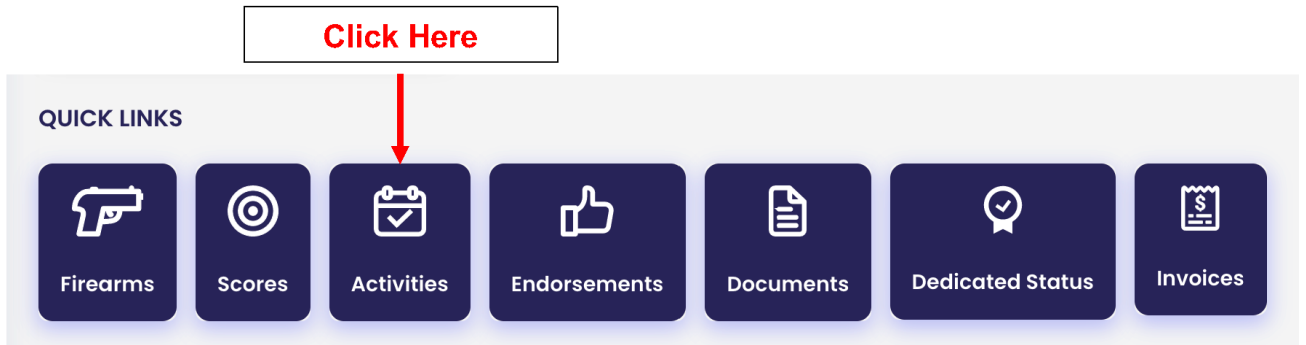 Click Here
QUICK LINKS
Firearms
Scores
Activities
Endorsements
Documents
Dedicated Status
$
Invoices